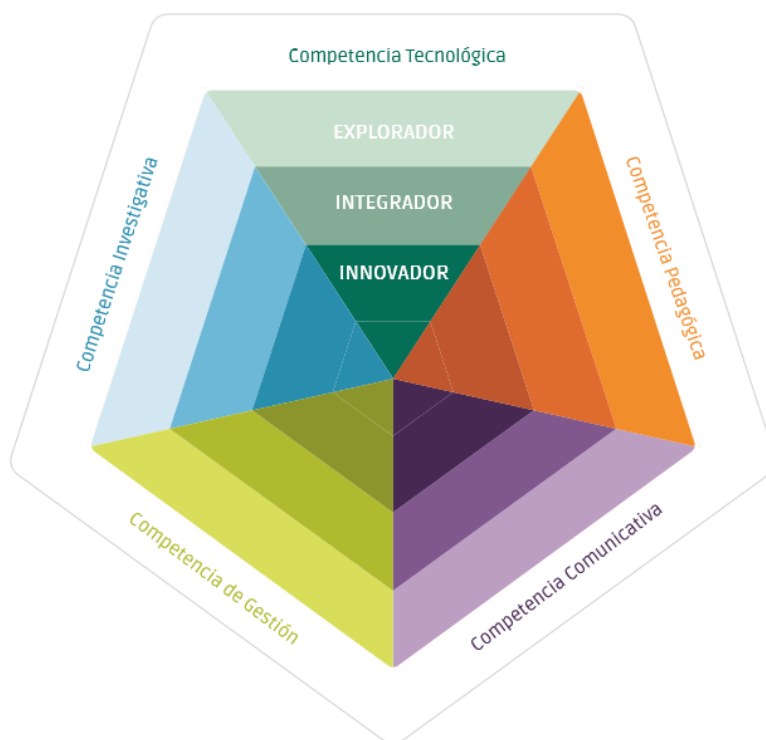 Competencia Tecnológica
EXPLORADOR
INTEGRADOR
INNOVADOR
Competencia Investigativa
Competencia Pedagógica
Competencia de Gestión
Competencia Comunicativa